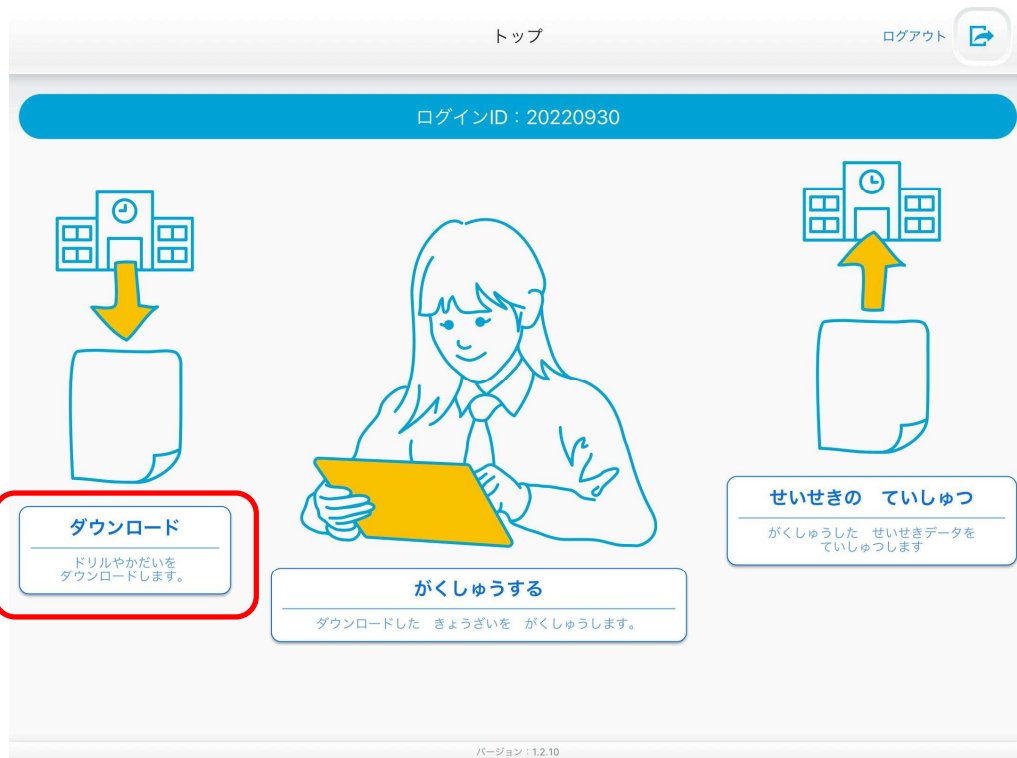 トップ
ログアウト
ログインID：20220930
ダウンロード
ドリルやかだいを
ダウンロードします。
がくしゅうする
ダウンロードした　きょうざいを　がくしゅうします。
せいせきの　ていしゅつ
がくしゅうした　せいせきデータを
ていしゅつします
バージョン：1.2.10